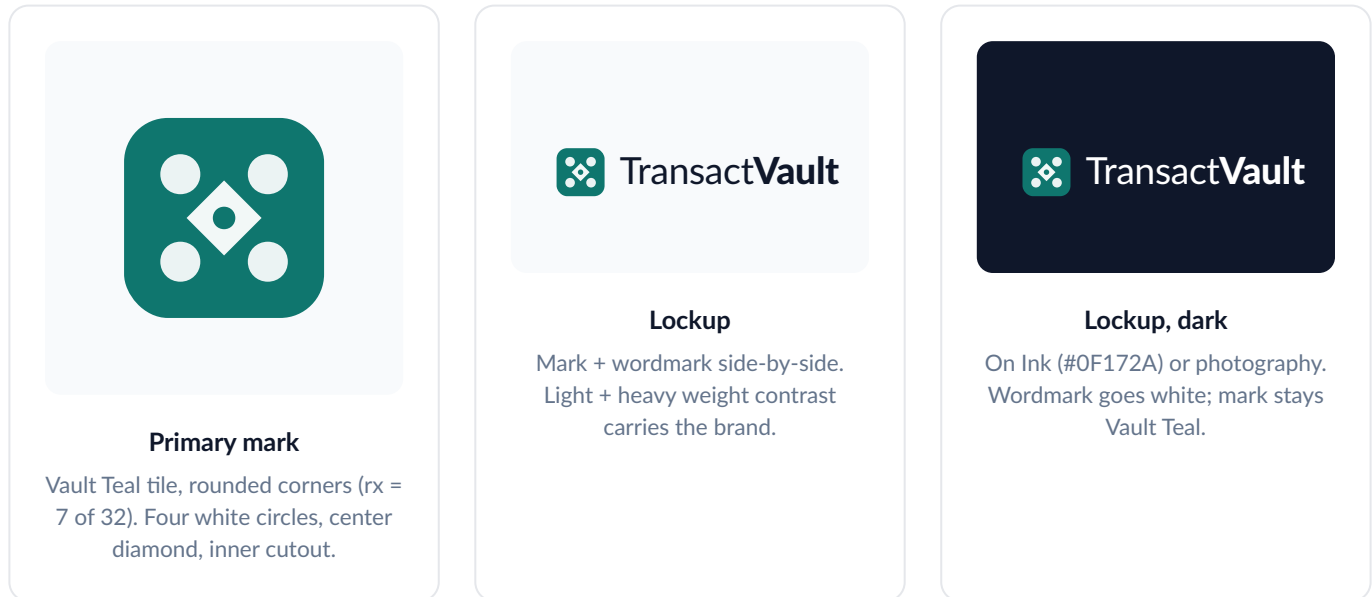 TransactVault
TransactVault
Primary mark
Vault Teal tile, rounded corners (rx =
7 of 32). Four white circles, center
diamond, inner cutout.
Lockup
Mark + wordmark side-by-side.
Light + heavy weight contrast
carries the brand.
Lockup, dark
On Ink (#0F172A) or photography.
Wordmark goes white; mark stays
Vault Teal.